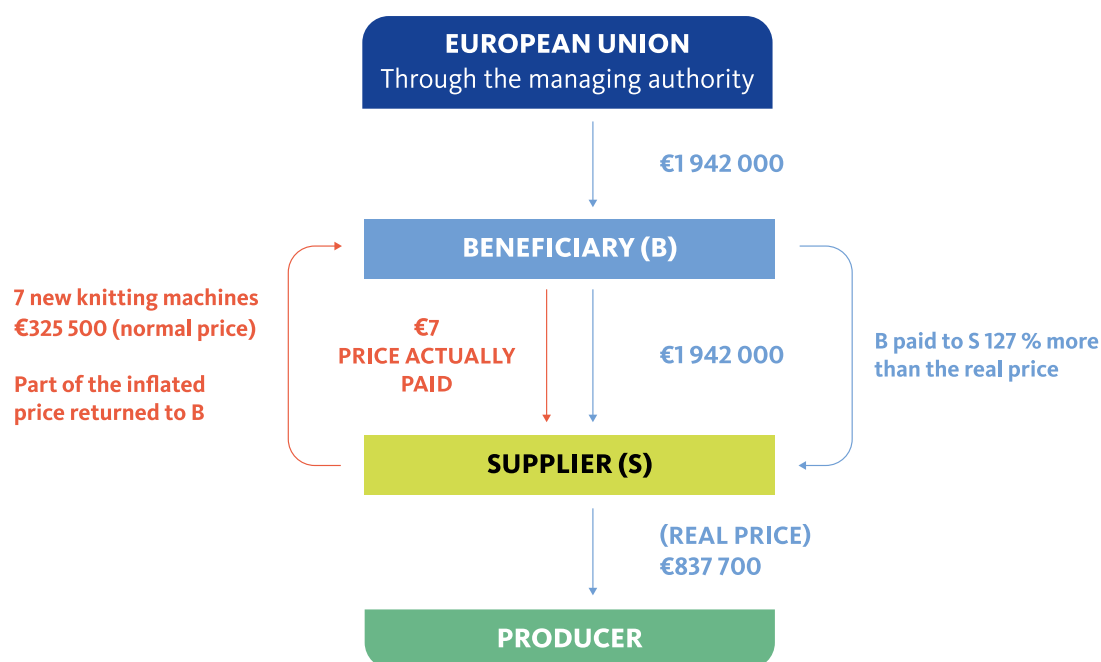 EUROPEAN UNION
Through the managing authority
€1 942 000
BENEFICIARY (B)
7 new knitting machines
€325 500 (normal price)
Part of the inflated
price returned to B
€7
PRICE ACTUALLY
PAID
€1 942 000
B paid to S 127 % more
than the real price
SUPPLIER (S)
(REAL PRICE)
€837 700
PRODUCER